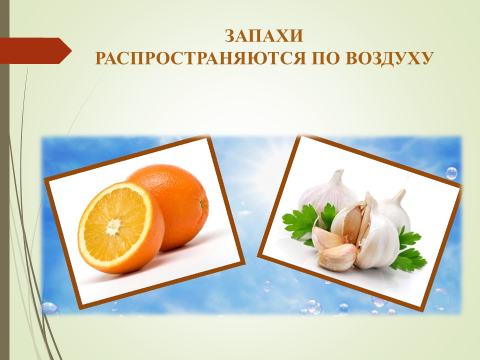 ЗАПАХИ
РАСПРОСТРАНЯЮТСЯ ПО ВОЗДУХУ